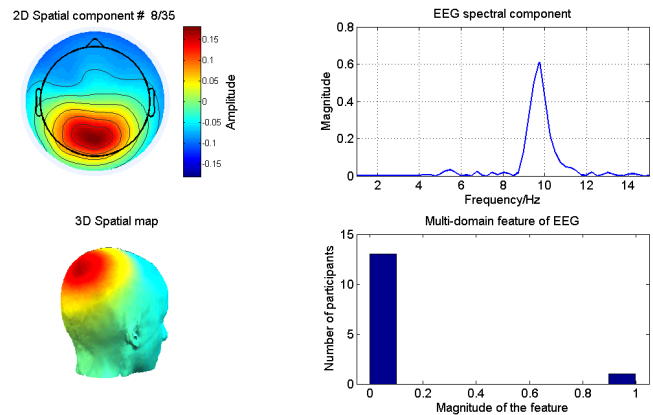 2D Spatial component # 8/35
0.15
0.1
0.05
0
-0.05
-0.1
-0.15
Amplitude
EEG spectral component
0.8
0.6
0.4
0.2
0
Magnitude
2 4 6 8 10 12 14
Frequency/Hz
3D Spatial map
Multi-domain feature of EEG
15
10
5
0
Number of participants
0 0.2 0.4 0.6 0.8 1
Magnitude of the feature